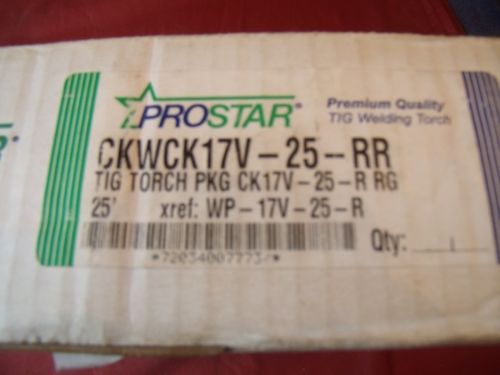 PROSTAR®
Premium Quality
TIG Welding Torch
CKWCK17V-25-RR
TIG TORCH PKG CK17V-25-R RG
25' xref: WP-17V-25-R
Qty:
TAR®